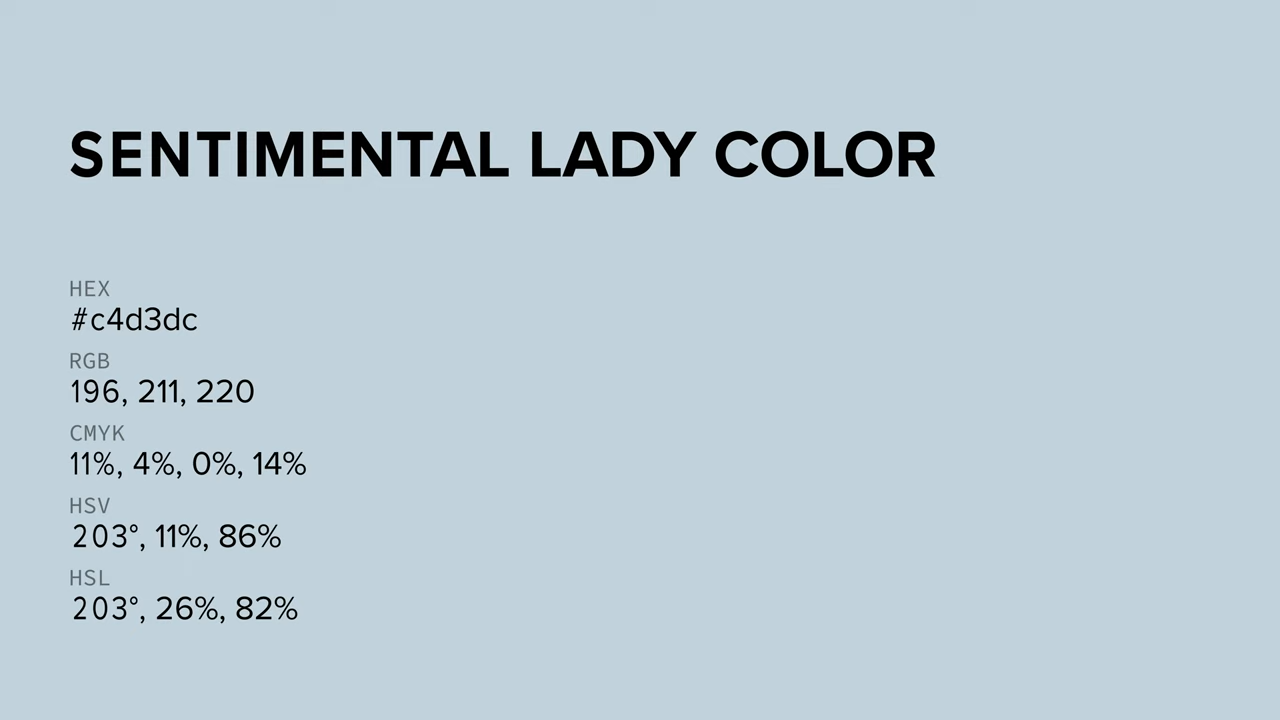 SENTIMENTAL LADY COLOR
HEX
#c4d3dc
RGB
196, 211, 220
CMYK
11%, 4%, 0%, 14%
HSV
203°, 11%, 86%
HSL
203°, 26%, 82%